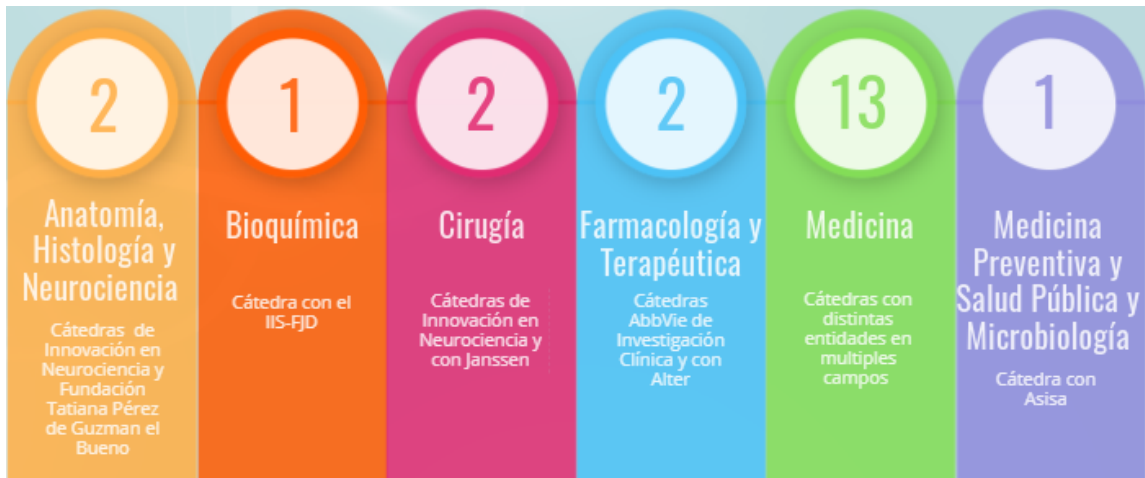 2
Anatomía,
Histología y
Neurociencia
Cátedras de
Innovación en
Neurociencia y
Fundación
Tatiana Pérez
de Guzman el
Bueno
1
Bioquímica
Cátedra con el
IIS-FJD
2
Cirugía
Cátedras de
Innovación en
Neurociencia y
con Janssen
2
Farmacología y
Terapéutica
Cátedras
AbbVie de
Investigación
Clínica y con
Alter
13
Medicina
Cátedras con
distintas
entidades en
multiples
campos
1
Medicina
Preventiva y
Salud Pública y
Microbiología
Cátedra con
Asisa